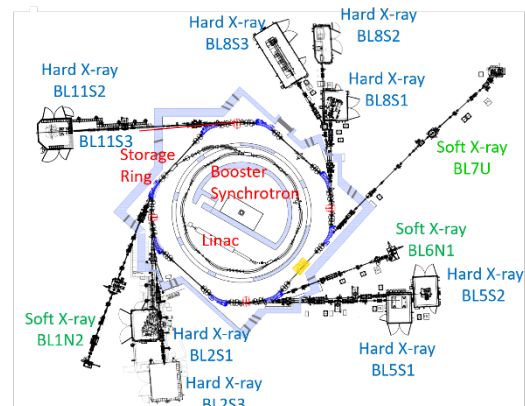 Hard X-ray
BL8S3
Hard X-ray
BL8S2
Hard X-ray
BL11S2
Hard X-ray
BL8S1
BL11S3
Storage
Ring
Booster
Synchrotron
Soft X-ray
BL7U
Linac
Soft X-ray
BL6N1
Hard X-ray
BL5S2
Soft X-ray
BL1N2
Hard X-ray
BL2S1
Hard X-ray
BL5S1
Hard X-ray
BL2S3